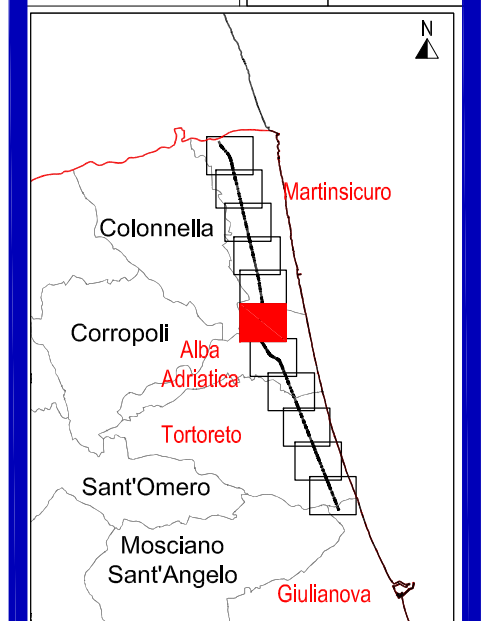 N
Martinsicuro
Colonnella
Corropoli
Alba
Adriatica
Tortoreto
Sant'Omero
Mosciano
Sant'Angelo
Giulianova